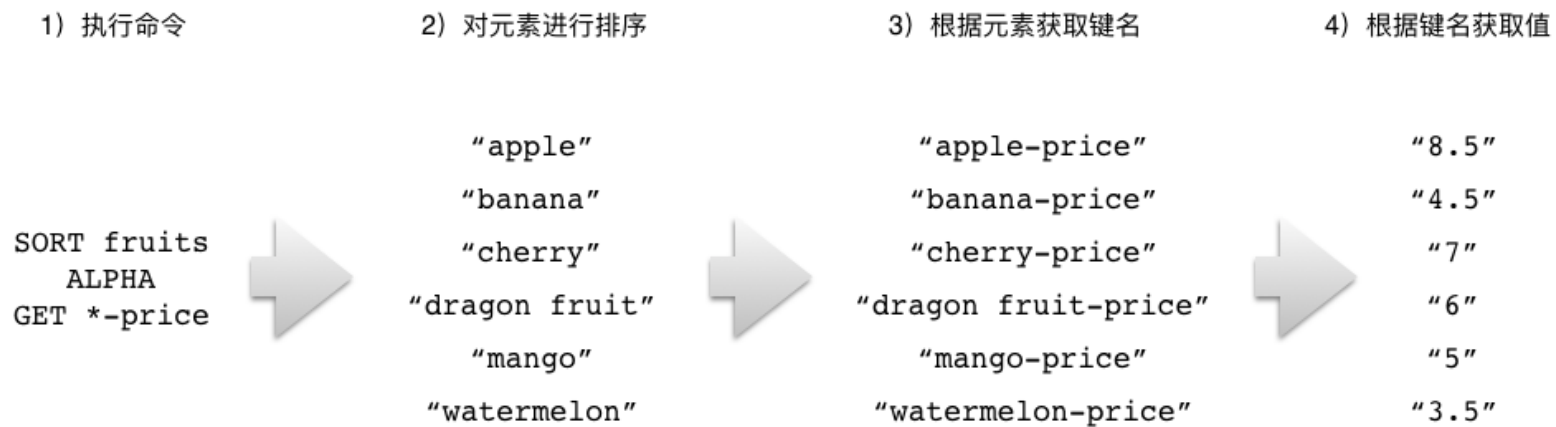 1）执行命令
2）对元素进行排序
3）根据元素获取键名
4）根据键名获取值
SORT fruits
ALPHA
GET *-price
“apple”
“banana”
“cherry”
“dragon fruit”
“mango”
“watermelon”
“apple-price”
“banana-price”
“cherry-price”
“dragon fruit-price”
“mango-price”
“watermelon-price”
“8.5”
“4.5”
“7”
“6”
“5”
“3.5”